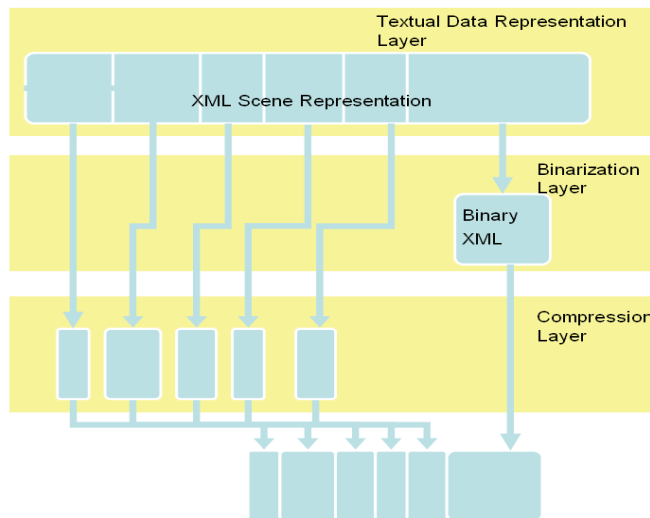 Textual Data Representation
Layer
XML Scene Representation
Binarization
Layer
Binary
XML
Compression
Layer